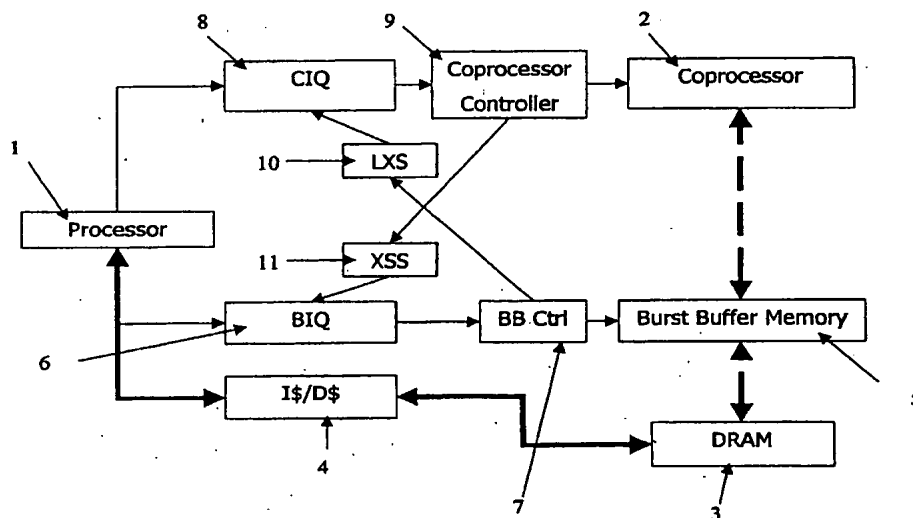 8
9
2
CIQ
Coprocessor
Controller
Coprocessor
1
10
LXS
Processor
11
XSS
BIQ
BB Ctrl
Burst Buffer Memory
6
I$/D$
4
DRAM
7
3